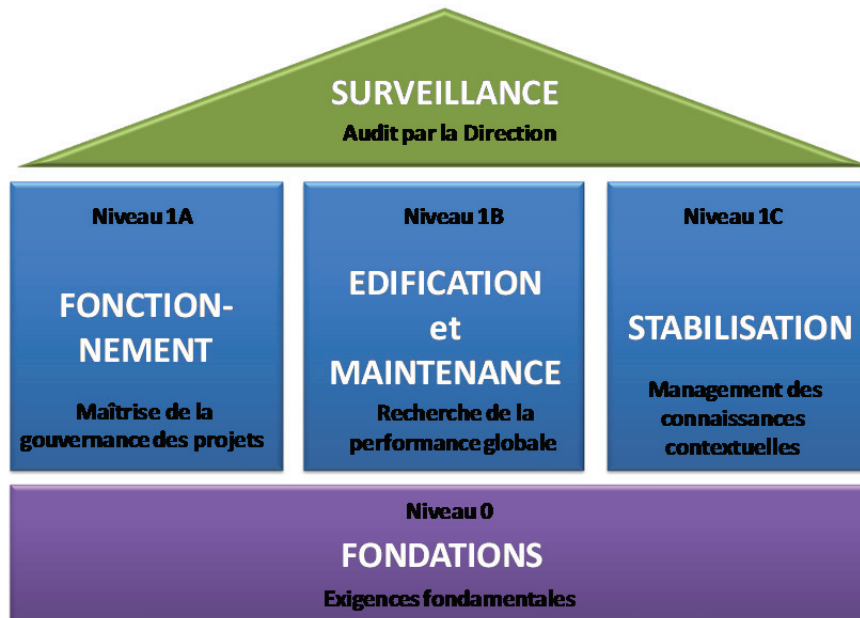 SURVEILLANCE
Audit par la Direction
Niveau 1A
FONCTION-
NEMENT
Maîtrise de la
gouvernance des projets
Niveau 1B
EDIFICATION
et
MAINTENANCE
Recherche de la
performance globale
Niveau 1C
STABILISATION
Management des
connaissances
contextuelles
Niveau 0
FONDATIONS
Exigences fondamentales